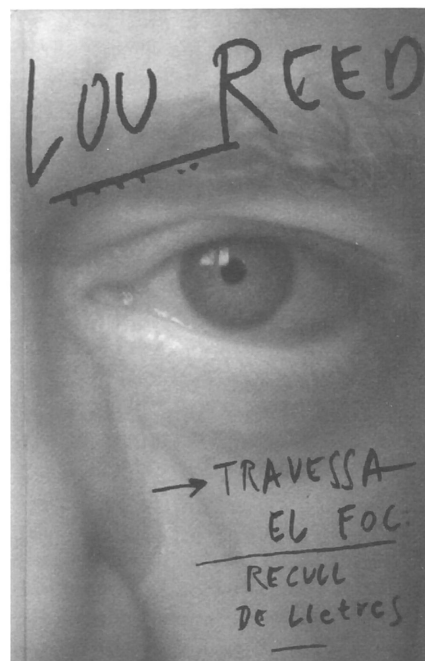 LOU REED
TRAVESSA
EL FOC:
RECULL
DE LLetres